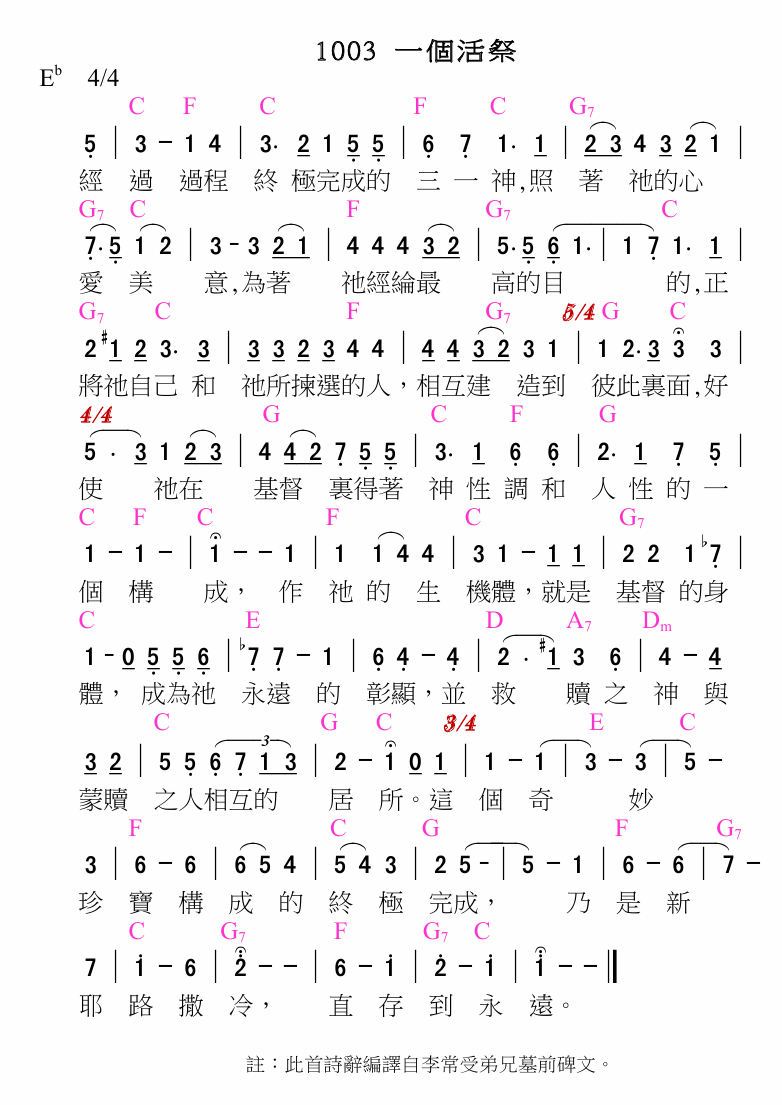 1003 一個活祭
E♭ 4/4
C F C F C G7
5̣ | 3 - 1 4 | 3. 2 1 5̣ 5̣ | 6̣ 7̣ 1. 1 | 2 3 4 3 2 1 |
經 過 過程 終 極完成的 三 一 神,照 著 祂的心
G7 C F G7 C
7̣. 5̣ 1 2 | 3 - 3 2 1 | 4 4 4 3 2 | 5. 5̣ 6̣ 1. | 1 7̣ 1. 1 |
愛 美 意,為著 祂經綸最 高的目 的,正
G7 C F G7 5/4 G C
2 #1 2 3. 3 | 3 3 2 3 4 4 | 4 4 3 2 3 1 | 1 2. 3 3 3 |
將祂自己 和 祂所揀選的人，相互建 造到 彼此裏面,好
4/4 G C F G
5 . 3 1 2 3 | 4 4 2 7̣ 5̣ 5̣ | 3. 1 6̣ 6̣ | 2. 1 7̣ 5̣ |
使 祂在 基督 裏得著 神 性 調 和 人 性 的 一
C F C F C G7
1 - 1 - | 1 - - 1 | 1 1 4 4 | 3 1 - 1 1 | 2 2 1 ♭7̣ |
個 構 成， 作 祂 的 生 機體，就是 基督 的身
C E D A7 Dm
1 - 0 5̣ 5̣ 6̣ | ♭7̣ 7̣ - 1 | 6̣ 4̣ - 4̣ | 2 . #1 3 6̣ | 4 - 4 |
體， 成為祂 永遠 的 彰顯，並 救 贖 之 神 與
C G C 3/4 E C
3 2 | 5 5̣ 6̣ 7̣ 1 3 3 | 2 - 1 0 1 | 1 - 1 | 3 - 3 | 5 -
蒙贖 之人相互的 居 所。這 個 奇 妙
F C G F G7
3 | 6 - 6 | 6 5 4 | 5 4 3 | 2 5 - | 5 - 1 | 6 - 6 | 7 -
珍 寶 構 成 的 終 極 完成， 乃 是 新
C G7 F G7 C
7 | 1̇ - 6 | 2̇ - - | 6 - 1̇ | 2̇ - 1̇ | 1̇ - - ‖
耶 路 撒 冷， 直 存 到 永 遠。
註：此首詩辭編譯自李常受弟兄墓前碑文。